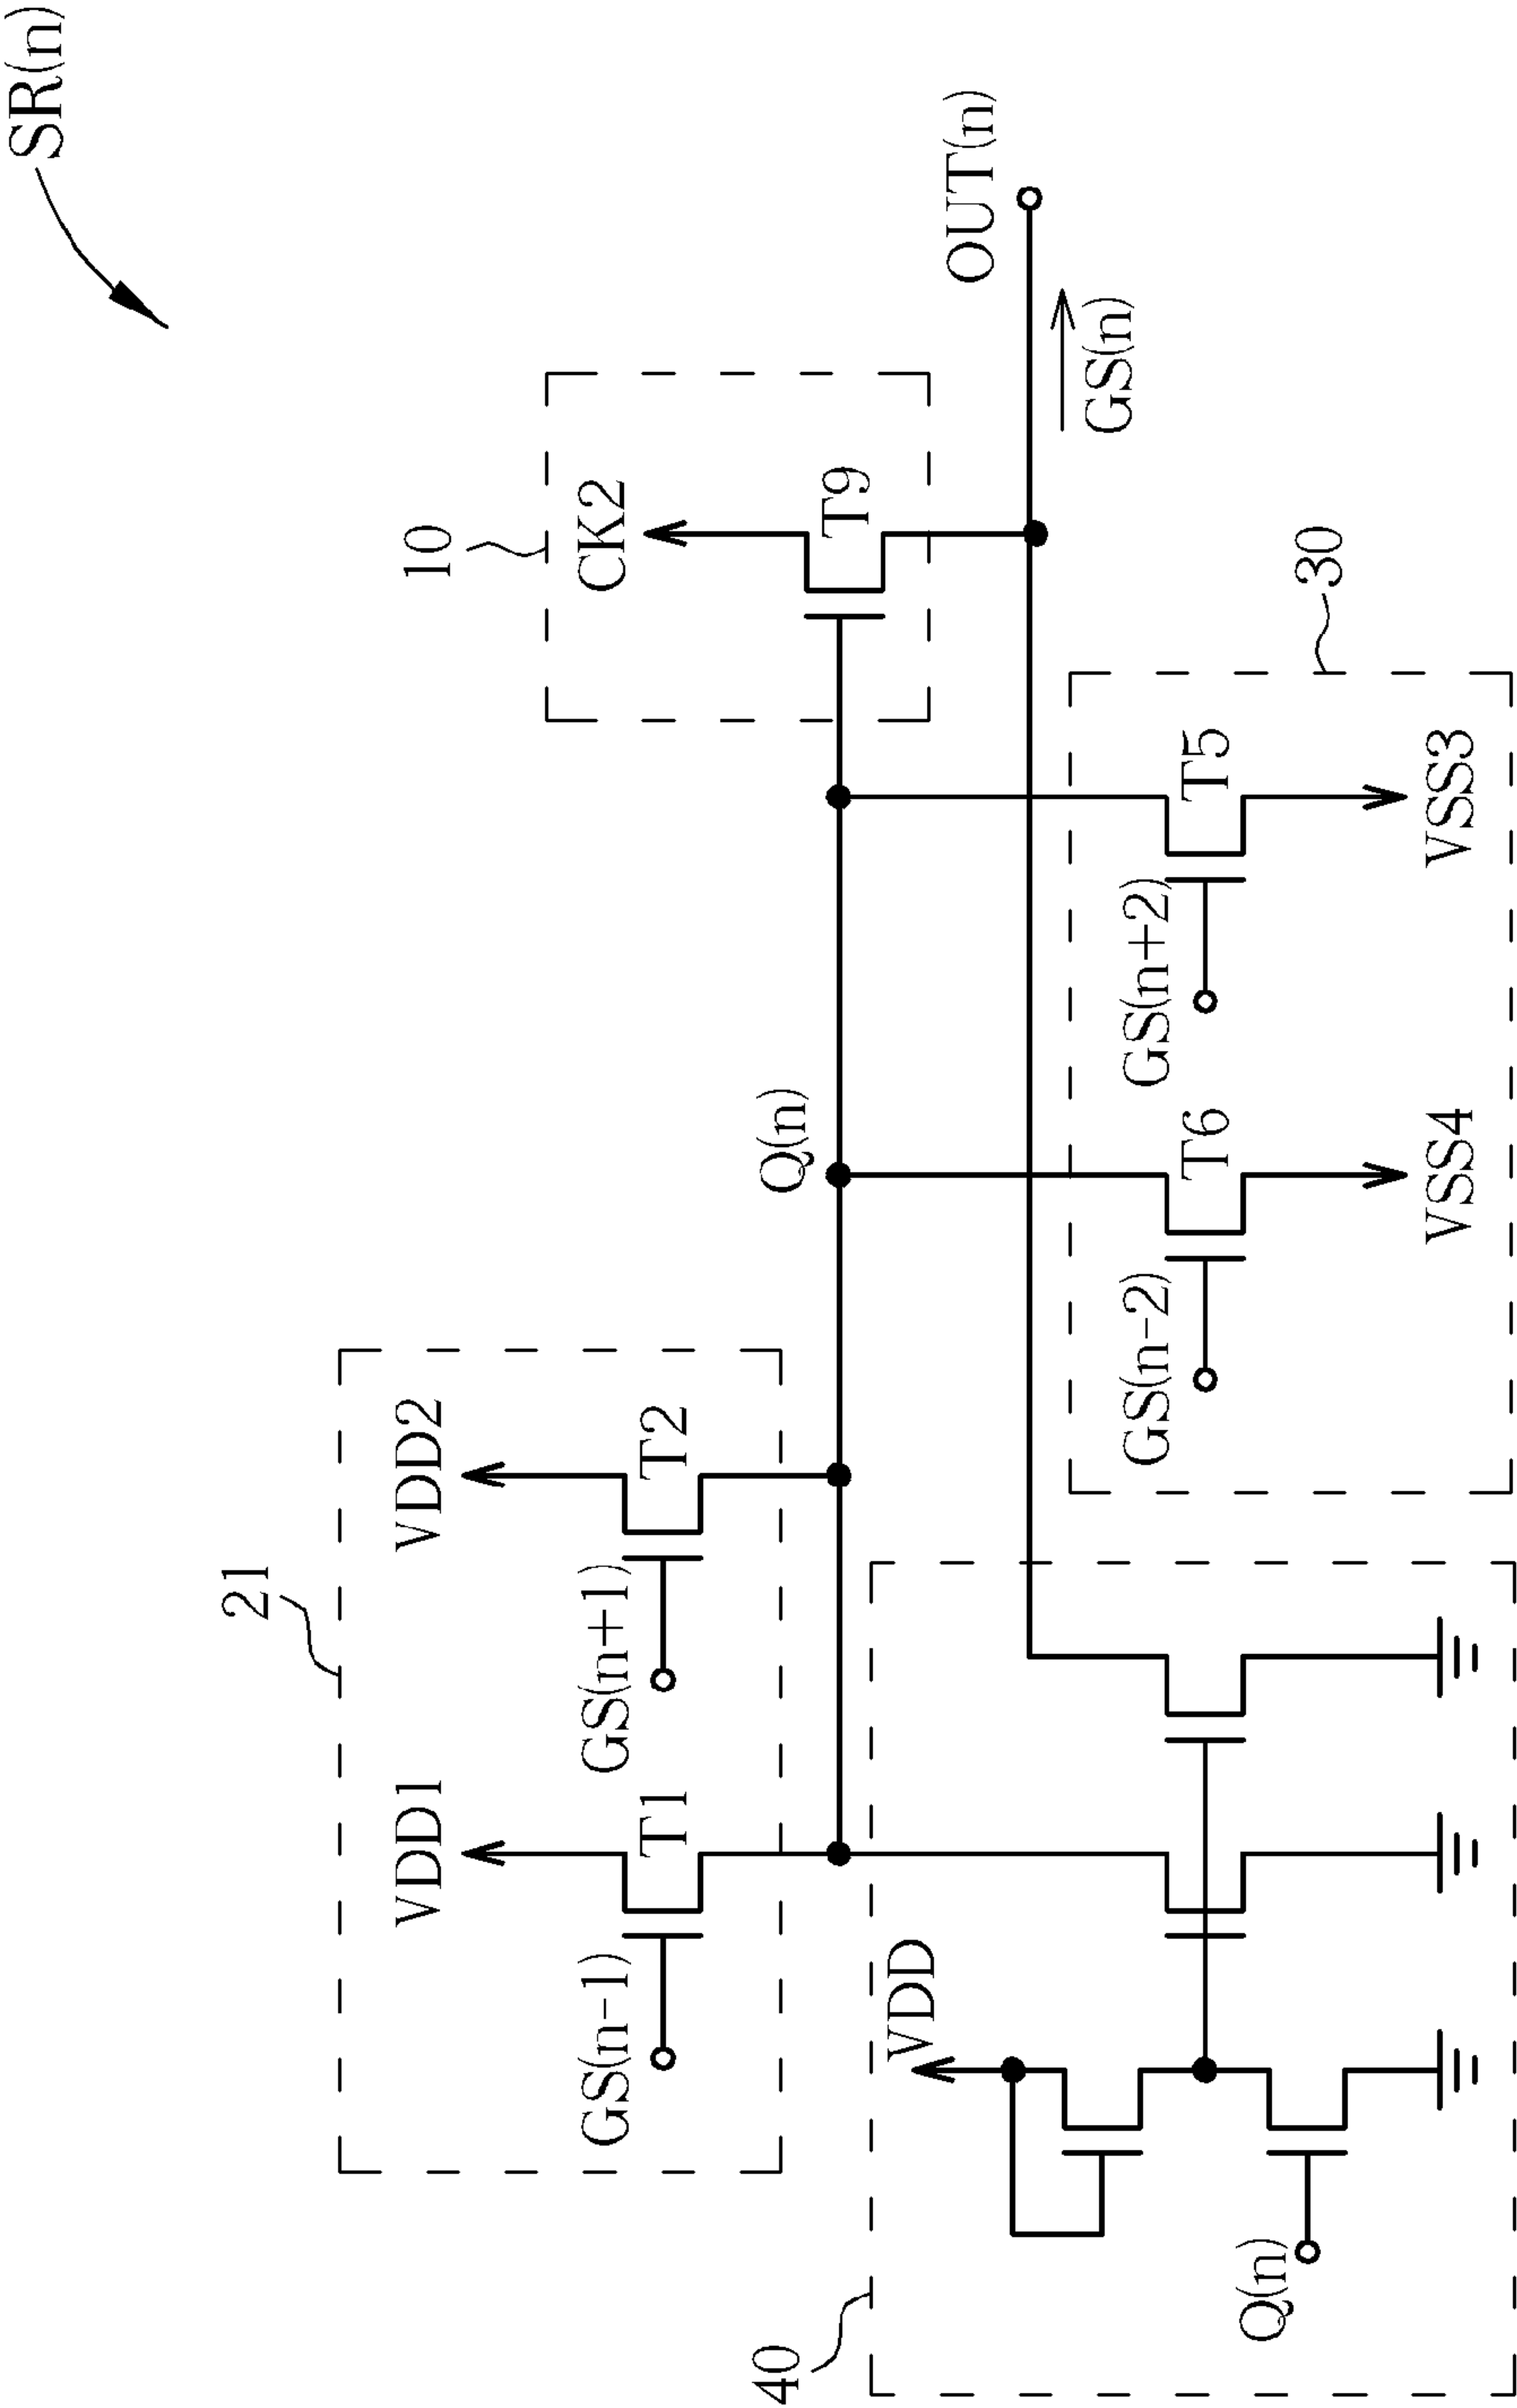 SR(n)
21
VDD1
VDD2
GS(n-1)
T1
GS(n+1)
T2
10
CK2
T9
Q(n)
OUT(n)
GS(n)
40
VDD
Q(n)
30
GS(n-2)
T6
GS(n+2)
T5
VSS4
VSS3